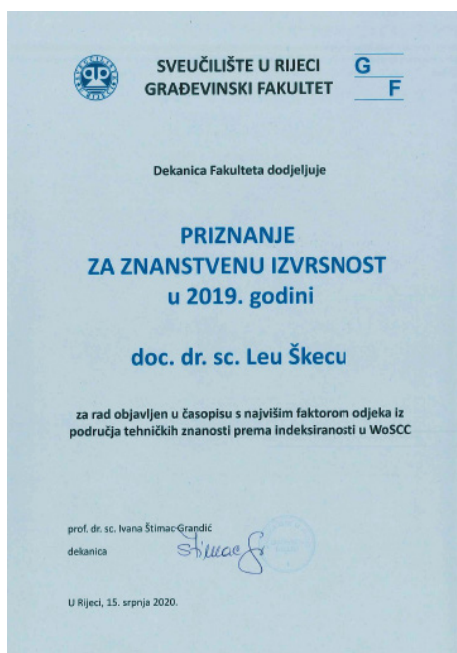 SVEUČILIŠTE U RIJECI
GRAĐEVINSKI FAKULTET
G
F
Dekanica Fakulteta dodjeljuje
PRIZNANJE
ZA ZNANSTVENU IZVRSNOST
u 2019. godini
doc. dr. sc. Leu Škecu
za rad objavljen u časopisu s najvišim faktorom odjeka iz
područja tehničkih znanosti prema indeksiranosti u WoSCC
prof. dr. sc. Ivana Štimac Grandić
dekanica
U Rijeci, 15. srpnja 2020.